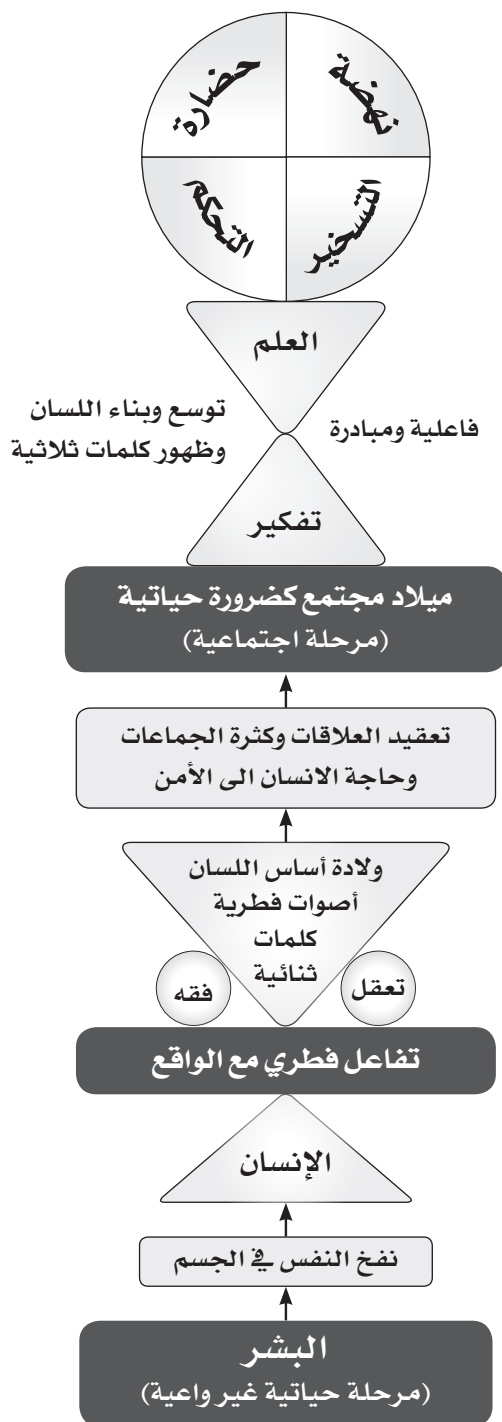 حضارة
نهضة
التحكم
التسخير
العلم
توسع وبناء اللسان
وظهور كلمات ثلاثية
فاعلية ومبادرة
تفكير
ميلاد مجتمع كضرورة حياتية
(مرحلة اجتماعية)
تعقيد العلاقات وكثرة الجماعات
وحاجة الانسان الى الأمن
ولادة أساس اللسان
أصوات فطرية
كلمات
ثنائية
تعقل
فقه
تفاعل فطري مع الواقع
الإنسان
نفخ النفس في الجسم
البشر
(مرحلة حياتية غير واعية)